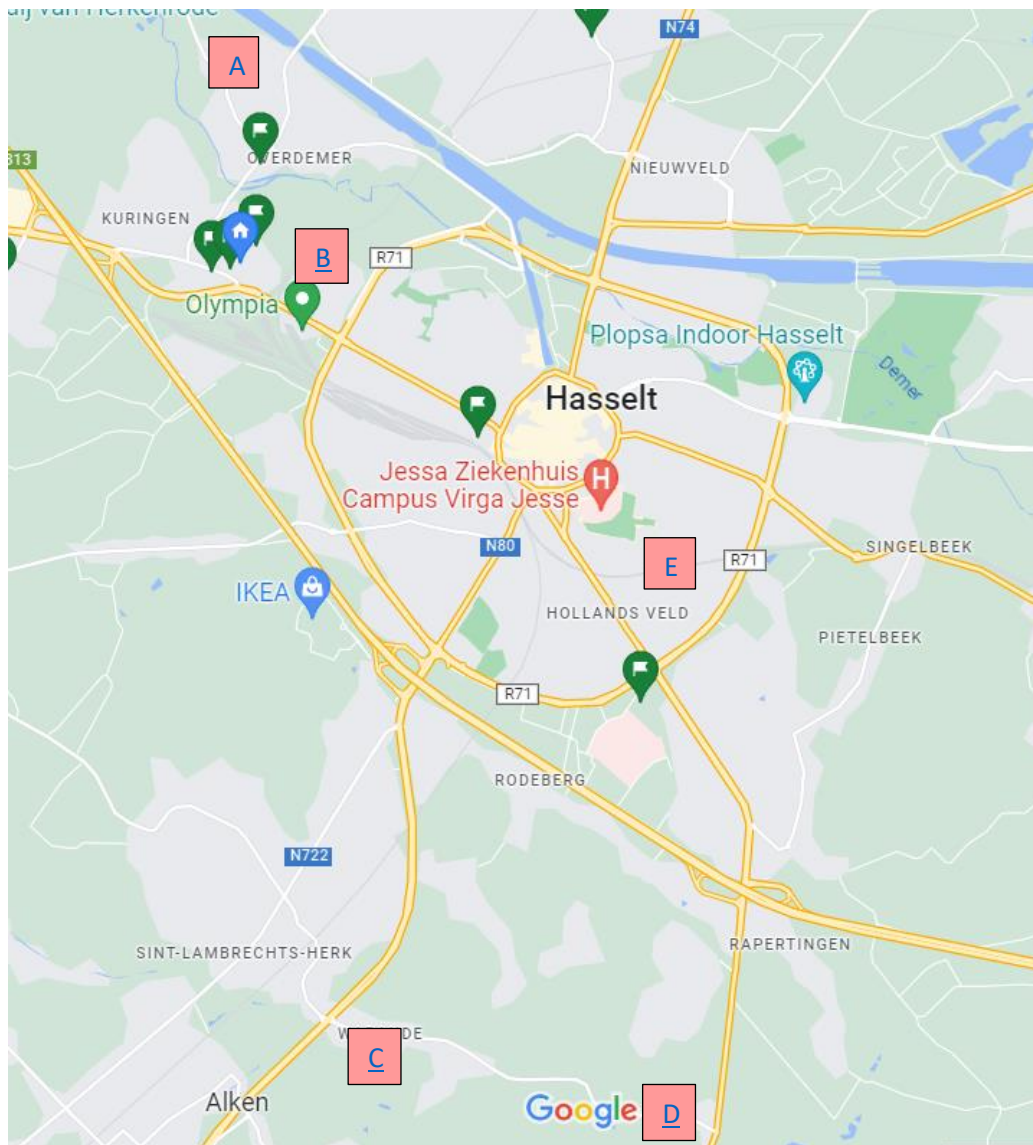 N74
A
OVERDEMER
313
NIEUWVELD
KURINGEN
B
R71
Olympia
Plopsa Indoor Hasselt
Demer
Hasselt
Jessa Ziekenhuis
Campus Virga Jesse
H
N80
E
R71
SINGELBEEK
IKEA
HOLLANDS VELD
PIETELBEEK
R71
RODEBERG
N722
RAPERTINGEN
SINT-LAMBRECHTS-HERK
C
Alken
Google
D